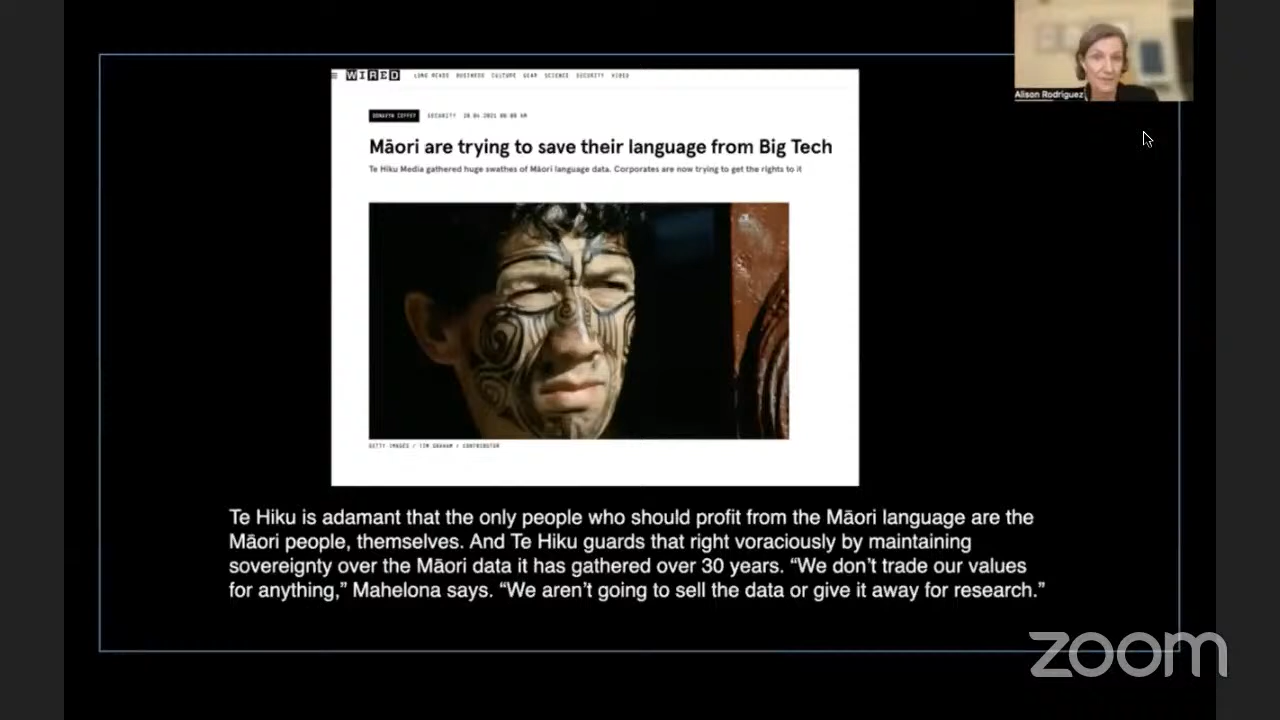 WIRED LONG READS BUSINESS CULTURE GEAR SCIENCE SECURITY VIDEO
DONAVYN COFFEY SECURITY 28.04.2021 06:00 AM
Māori are trying to save their language from Big Tech
Te Hiku Media gathered huge swathes of Māori language data. Corporates are now trying to get the rights to it
GETTY IMAGES / TIM GRAHAM / CONTRIBUTOR
Te Hiku is adamant that the only people who should profit from the Māori language are the
Māori people, themselves. And Te Hiku guards that right voraciously by maintaining
sovereignty over the Māori data it has gathered over 30 years. “We don’t trade our values
for anything,” Mahelona says. “We aren’t going to sell the data or give it away for research.”
Alison Rodriguez
zoom